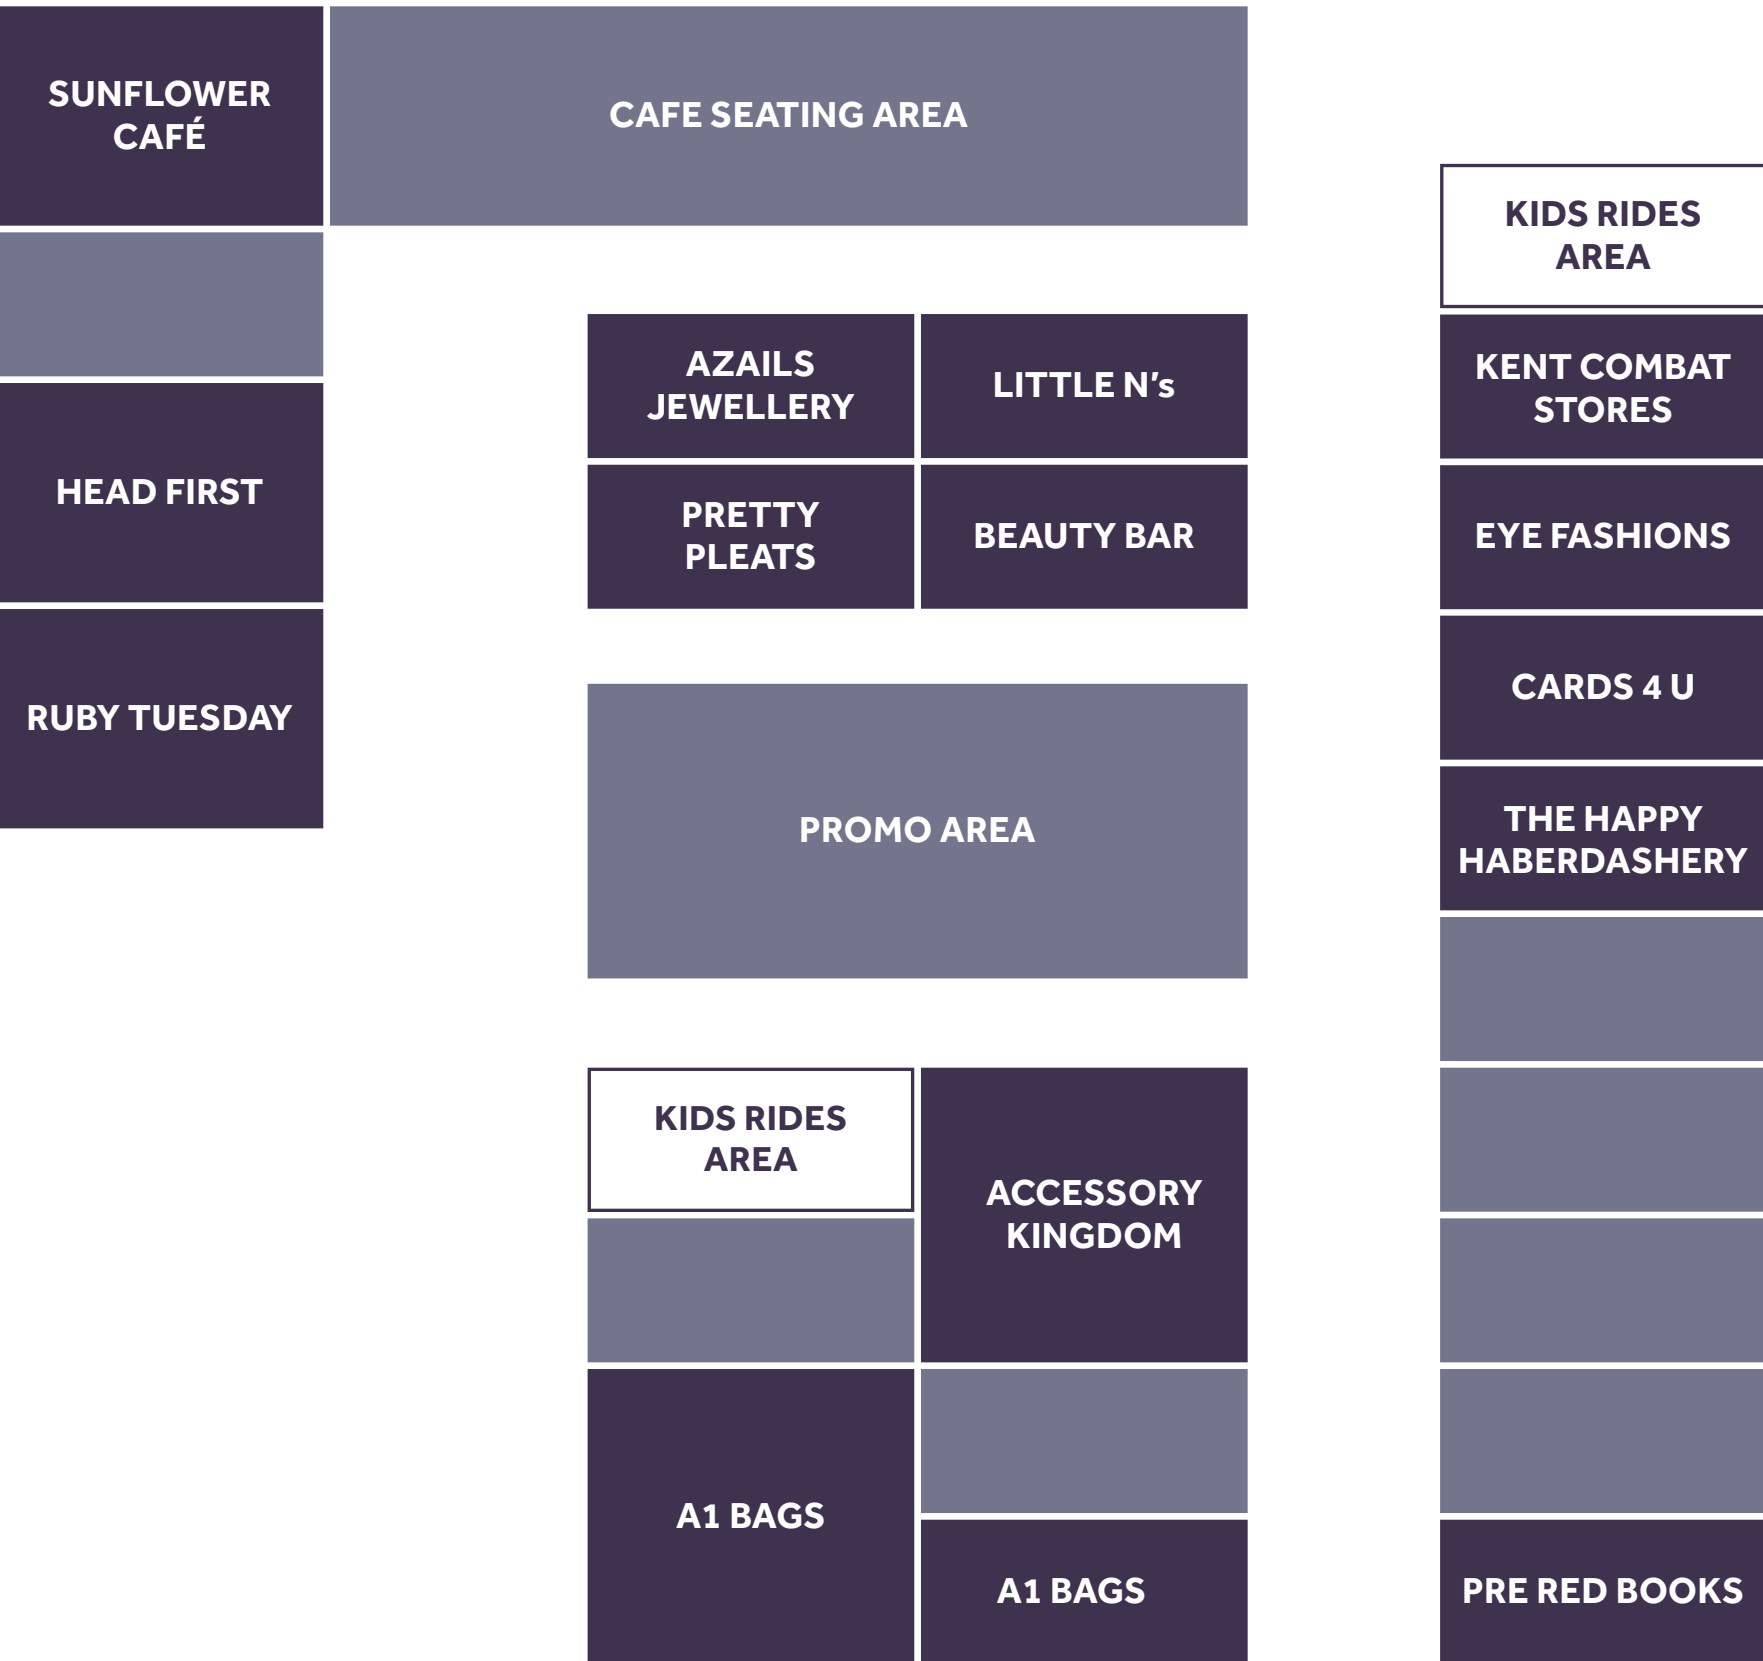 SUNFLOWER
CAFÉ
CAFE SEATING AREA
KIDS RIDES
AREA
AZAILS
JEWELLERY
LITTLE N's
KENT COMBAT
STORES
HEAD FIRST
PRETTY
PLEATS
BEAUTY BAR
EYE FASHIONS
RUBY TUESDAY
CARDS 4 U
PROMO AREA
THE HAPPY
HABERDASHERY
KIDS RIDES
AREA
ACCESSORY
KINGDOM
A1 BAGS
A1 BAGS
PRE RED BOOKS